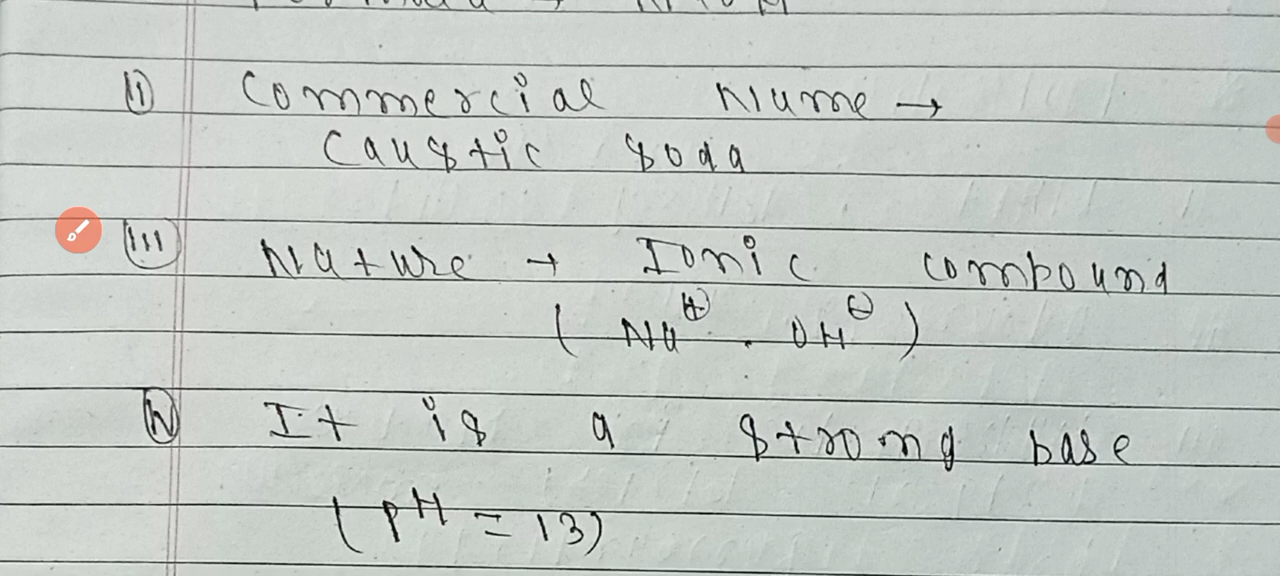 (ii) Commercial Name →
Caustic Soda
(iii) Nature → Ionic compound
(Na⊕ . OH⊖)
(iv) It is a strong base
(pH = 13)